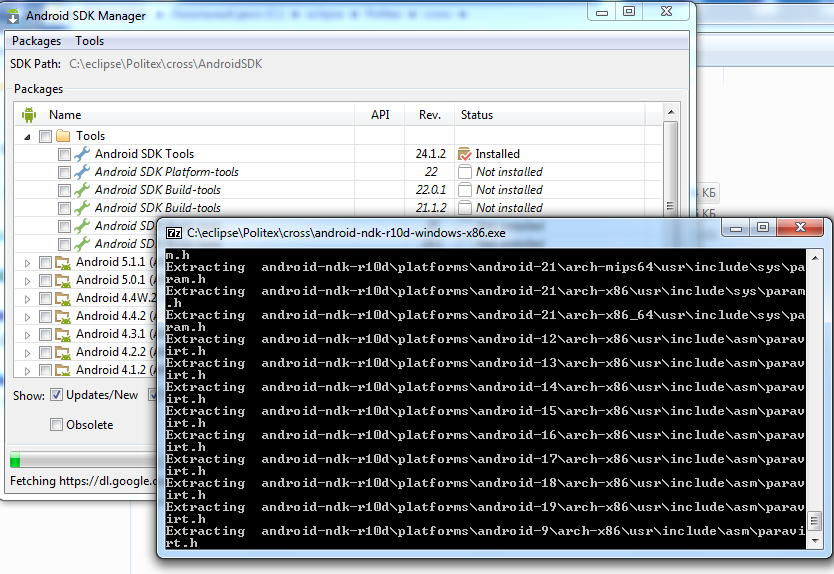 Android SDK Manager
Packages Tools
SDK Path: C:\eclipse\Politex\cross\AndroidSDK
Packages
Name API Rev. Status
Tools
Android SDK Tools 24.1.2 Installed
Android SDK Platform-tools 22 Not installed
Android SDK Build-tools 22.0.1 Not installed
Android SDK Build-tools 21.1.2 Not installed
Android SD
Android SD
Android 5.1.1 (
Android 5.0.1 (
Android 4.4W.2
Android 4.4.2 (
Android 4.3.1 (
Android 4.2.2 (
Android 4.1.2 (
Show: Updates/New
Obsolete
Fetching https://dl.google.c
КБ
КБ
C:\eclipse\Politex\cross\android-ndk-r10d-windows-x86.exe
m.h
Extracting android-ndk-r10d\platforms\android-21\arch-mips64\usr\include\sys\pa
ram.h
Extracting android-ndk-r10d\platforms\android-21\arch-x86\usr\include\sys\param
.h
Extracting android-ndk-r10d\platforms\android-21\arch-x86_64\usr\include\sys\pa
ram.h
Extracting android-ndk-r10d\platforms\android-12\arch-x86\usr\include\asm\parav
irt.h
Extracting android-ndk-r10d\platforms\android-13\arch-x86\usr\include\asm\parav
irt.h
Extracting android-ndk-r10d\platforms\android-14\arch-x86\usr\include\asm\parav
irt.h
Extracting android-ndk-r10d\platforms\android-15\arch-x86\usr\include\asm\parav
irt.h
Extracting android-ndk-r10d\platforms\android-16\arch-x86\usr\include\asm\parav
irt.h
Extracting android-ndk-r10d\platforms\android-17\arch-x86\usr\include\asm\parav
irt.h
Extracting android-ndk-r10d\platforms\android-18\arch-x86\usr\include\asm\parav
irt.h
Extracting android-ndk-r10d\platforms\android-19\arch-x86\usr\include\asm\parav
irt.h
Extracting android-ndk-r10d\platforms\android-9\arch-x86\usr\include\asm\paravi
rt.h